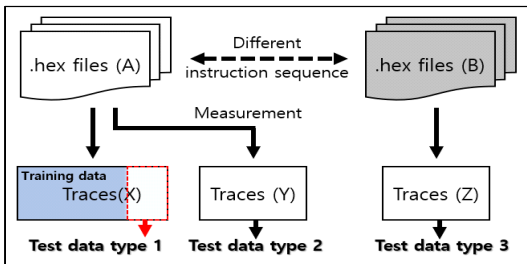 .hex files (A)
Different
instruction sequence
.hex files (B)
Measurement
Training data
Traces(X)
Traces (Y)
Traces (Z)
Test data type 1
Test data type 2
Test data type 3